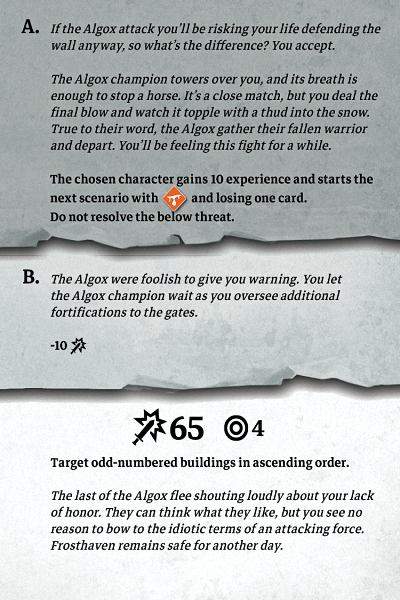 A. If the Algox attack you'll be risking your life defending the
wall anyway, so what's the difference? You accept.
The Algox champion towers over you, and its breath is
enough to stop a horse. It's a close match, but you deal the
final blow and watch it topple with a thud into the snow.
True to their word, the Algox gather their fallen warrior
and depart. You'll be feeling this fight for a while.
The chosen character gains 10 experience and starts the
next scenario with and losing one card.
Do not resolve the below threat.
B. The Algox were foolish to give you warning. You let
the Algox champion wait as you oversee additional
fortifications to the gates.
-10
65 4
Target odd-numbered buildings in ascending order.
The last of the Algox flee shouting loudly about your lack
of honor. They can think what they like, but you see no
reason to bow to the idiotic terms of an attacking force.
Frosthaven remains safe for another day.